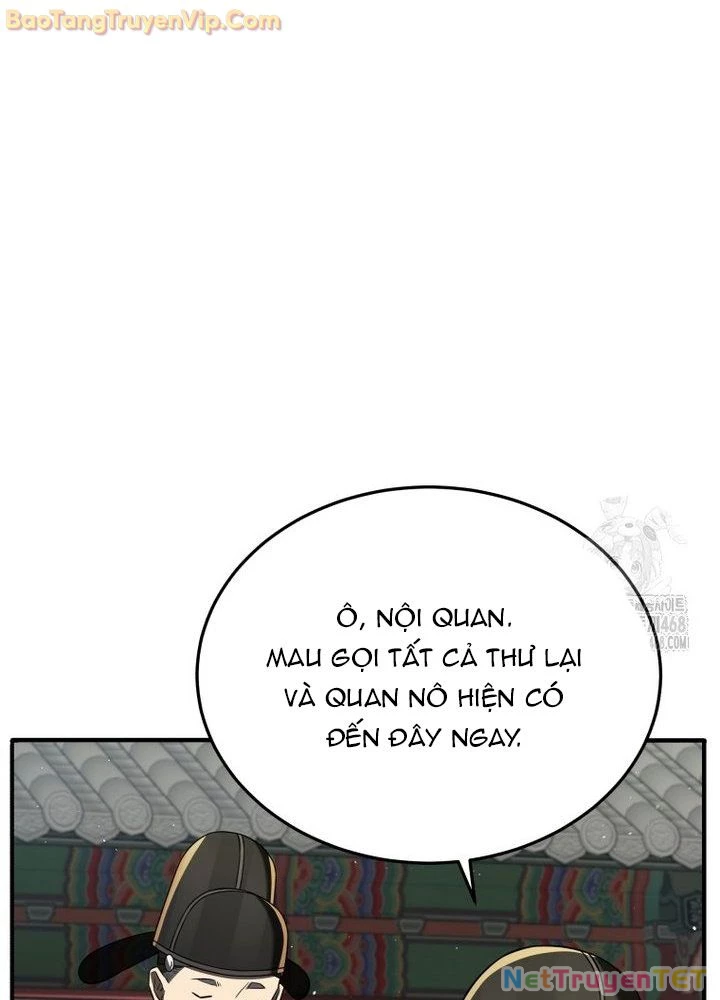 BaoTangTruyenVip.Com
Ô, NỘI QUAN.
MAU GỌI TẤT CẢ THƯ LẠI
VÀ QUAN NÔ HIỆN CÓ
ĐẾN ĐÂY NGAY.
NetTruyenTET